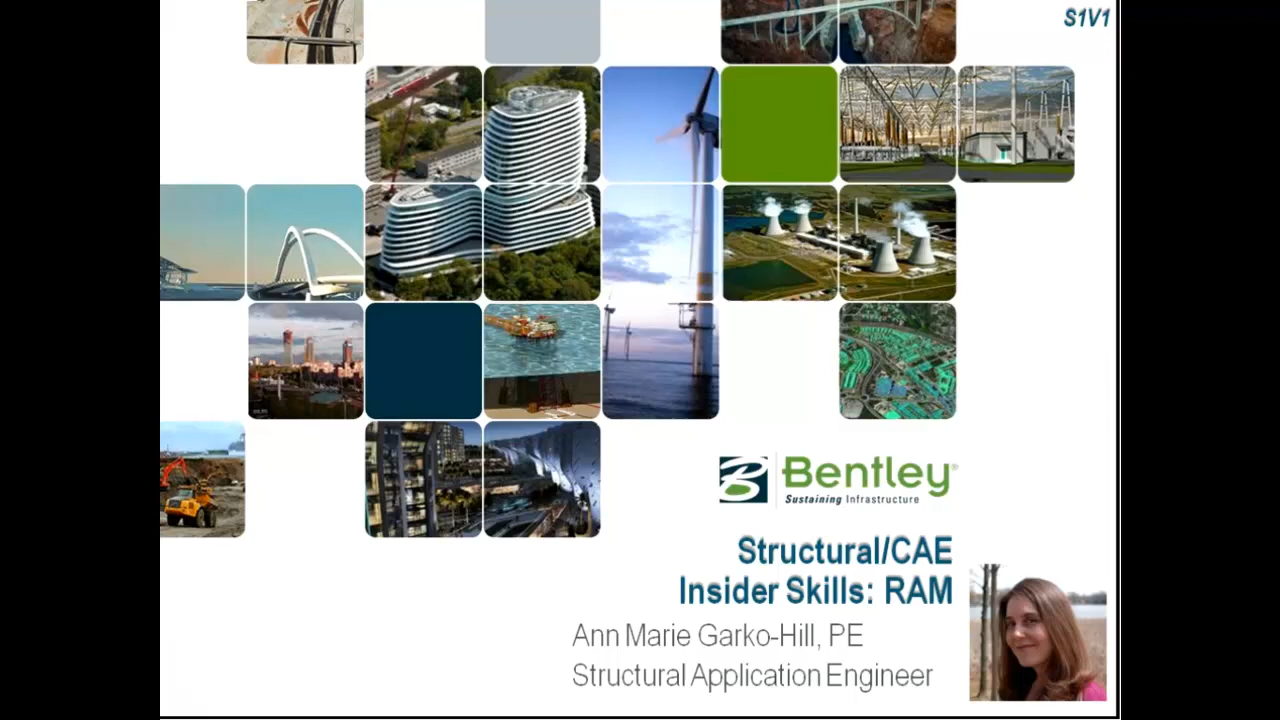 S1V1
Bentley®
Sustaining Infrastructure
Structural/CAE
Insider Skills: RAM
Ann Marie Garko-Hill, PE
Structural Application Engineer